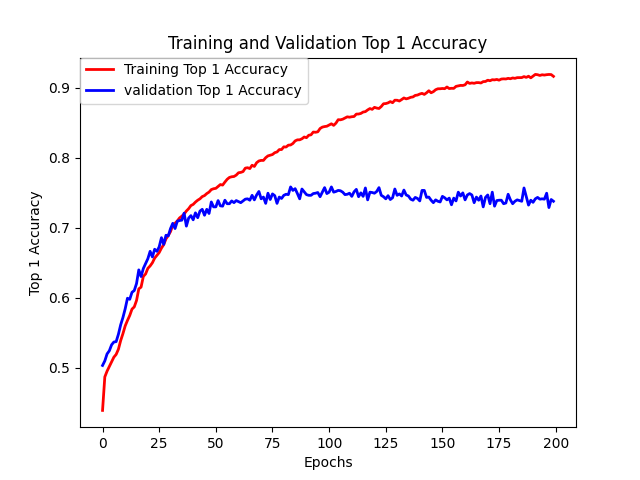 Training and Validation Top 1 Accuracy
Training Top 1 Accuracy
validation Top 1 Accuracy
Top 1 Accuracy
0.9
0.8
0.7
0.6
0.5
0 25 50 75 100 125 150 175 200
Epochs